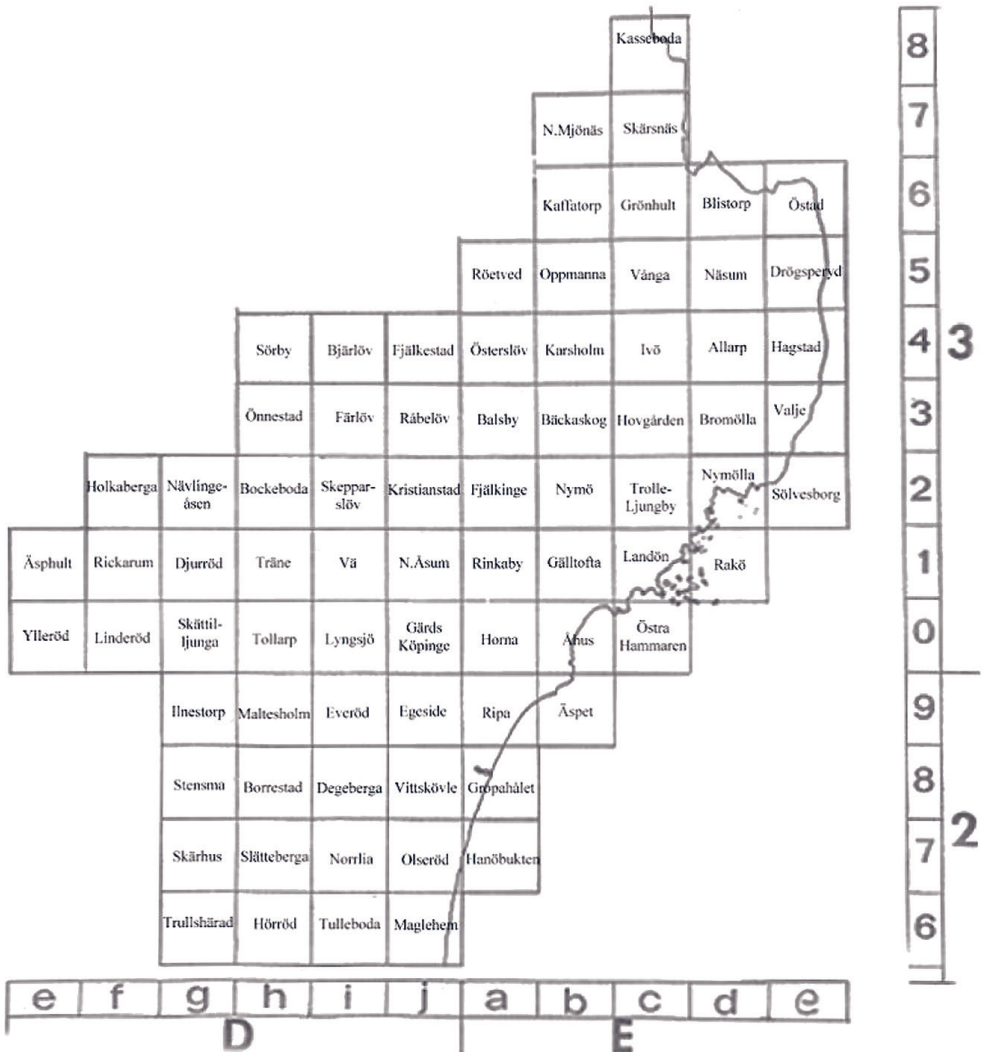 Kasseboda 8
N.Mjönäs Skärsnäs 7
Kaffatorp Grönhult Blistorp Östad 6
Röetved Oppmanna Vånga Näsum Drögsperyd 5
Sörby Bjärlöv Fjälkestad Österslöv Karsholm Ivö Allarp Hagstad 4 3
Önnestad Färlöv Råbelöv Balsby Bäckaskog Hovgården Bromölla Valje 3
Holkaberga Nävlinge- Bockeboda Skeppar- Kristianstad Fjälkinge Nymö Trolle- Nymölla Sölvesborg 2
åsen slöv Ljungby
Äsphult Rickarum Djurröd Träne Vä N.Åsum Rinkaby Gälltofta Landön Rakö 1
Ylleröd Linderöd Skättil- Tollarp Lyngsjö Gärds Horna Åhus Östra 0
ljunga Köpinge Hammaren
Ilnestorp Maltesholm Everöd Egeside Ripa Äspet 9
Stensma Borrestad Degeberga Vittskövle Gropahålet 8
2
Skärhus Slätteberga Norrlia Olseröd Hanöbukten 7
Trullshärad Hörröd Tulleboda Maglehem 6
e f g h i j a b c d e
D E